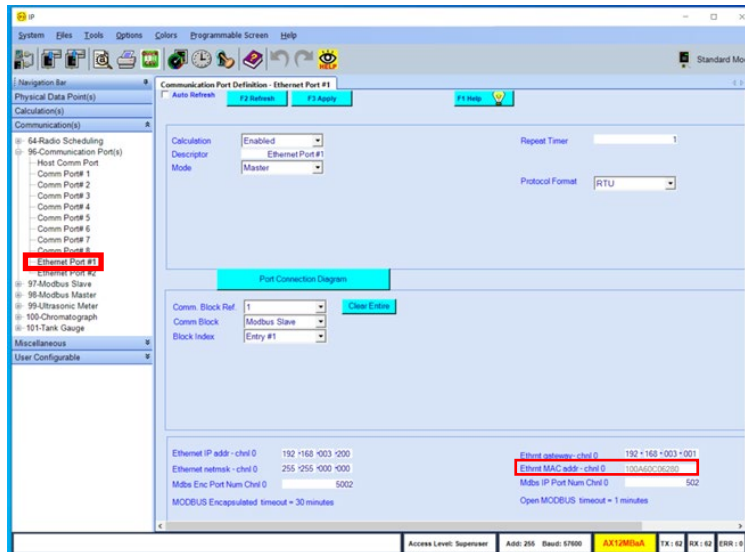 IP
System Files Tools Options Colors Programmable Screen Help
HELP
Standard Mo
Navigation Bar
Physical Data Point(s)
Calculation(s)
Communication(s)
64-Radio Scheduling
96-Communication Port(s)
Host Comm Port
Comm Port# 1
Comm Port# 2
Comm Port# 3
Comm Port# 4
Comm Port# 5
Comm Port# 6
Comm Port# 7
Comm Port# 8
Ethernet Port #1
Ethernet Port #2
97-Modbus Slave
98-Modbus Master
99-Ultrasonic Meter
100-Chromatograph
101-Tank Gauge
Miscellaneous
User Configurable
Communication Port Definition - Ethernet Port #1
Auto Refresh F2 Refresh F3 Apply F1 Help
Calculation Enabled Repeat Timer 1
Descriptor Ethernet Port #1
Mode Master Protocol Format RTU
Port Connection Diagram
Comm. Block Ref. 1 Clear Entire
Comm Block Modbus Slave
Block Index Entry #1
Ethernet IP addr - chnl 0 192 168 003 200 Ethrnt gateway- chnl 0 192 168 003 001
Ethernet netmsk - chnl 0 255 255 000 000 Ethrnt MAC addr - chnl 0 100A60C06280
Mdbs Enc Port Num Chnl 0 5002 Mdbs IP Port Num Chnl 0 502
MODBUS Encapsulated timeout = 30 minutes Open MODBUS timeout = 1 minutes
Access Level: Superuser Add: 255 Baud: 57600 AX12MBaA TX : 62 RX : 62 ERR : 0